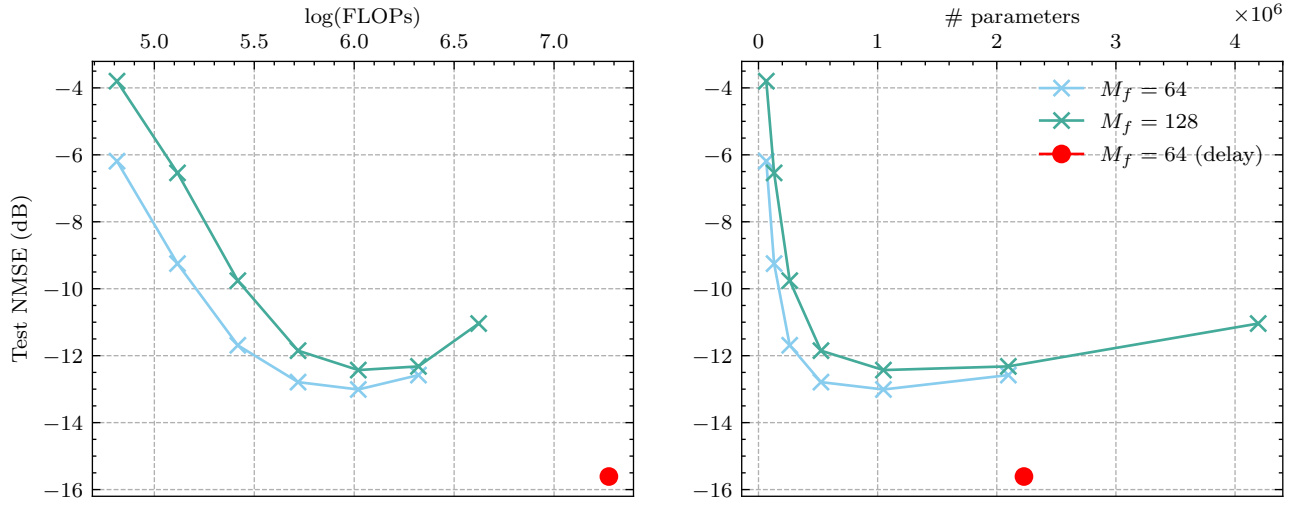 log(FLOPs)
5.0 5.5 6.0 6.5 7.0
Test NMSE (dB)
−4
−6
−8
−10
−12
−14
−16
# parameters
×10⁶
0 1 2 3 4
−4
−6
−8
−10
−12
−14
−16
M_f = 64
M_f = 128
M_f = 64 (delay)